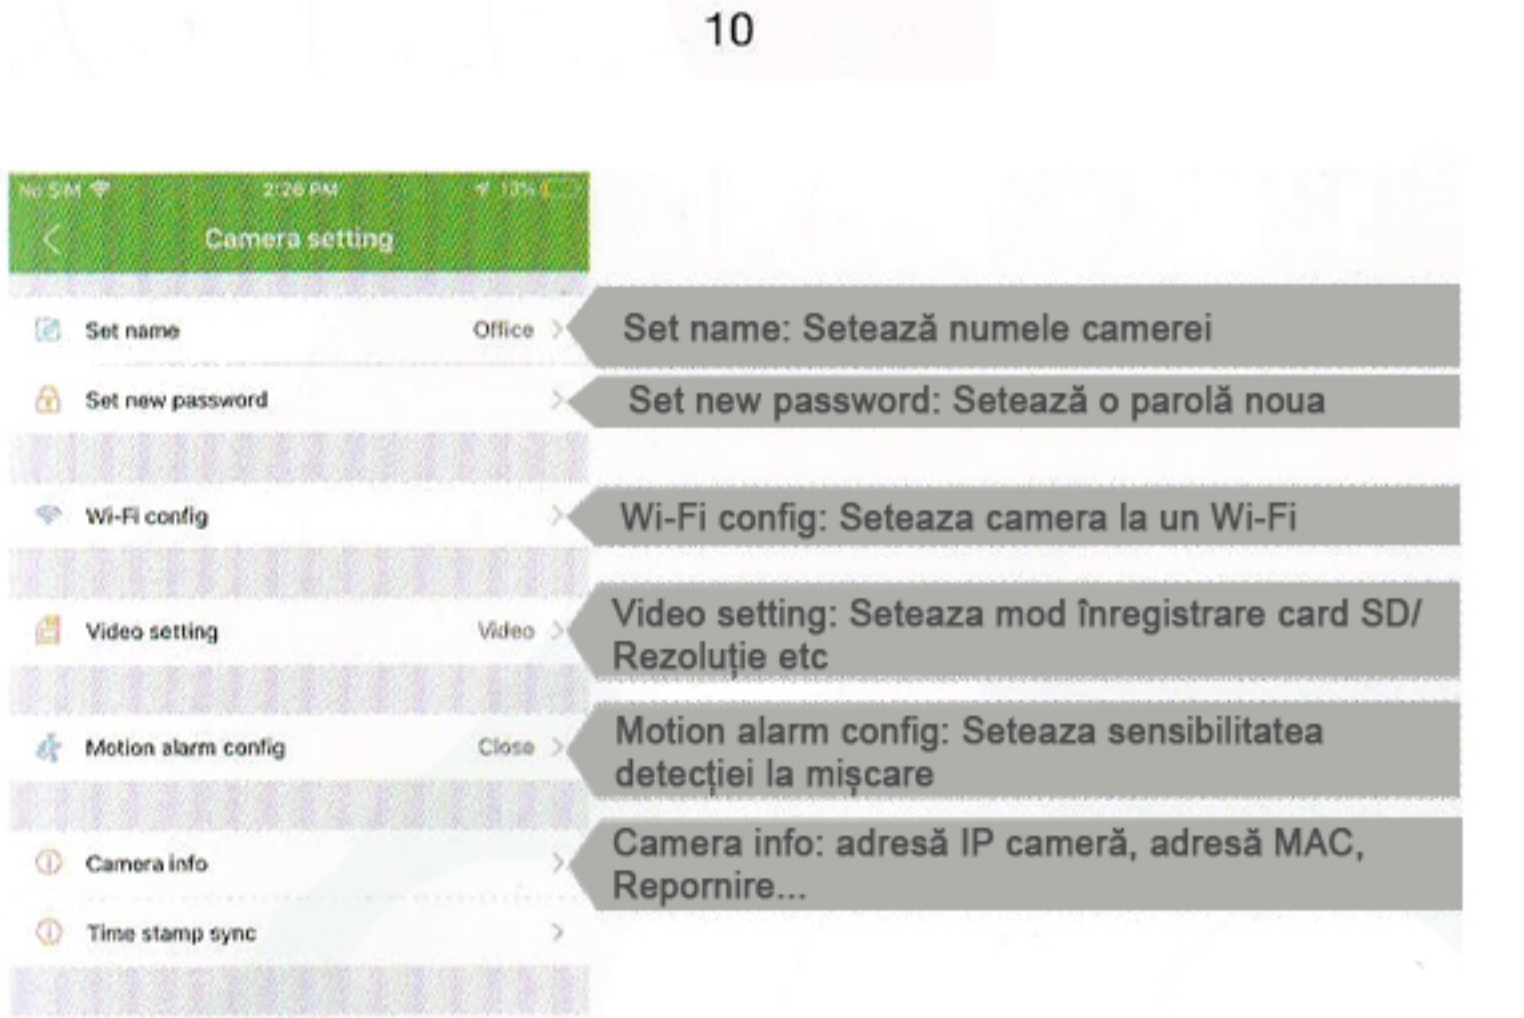 10
No SIM 2:26 PM 13%
Camera setting
Set name Office
Set name: Setează numele camerei
Set new password
Set new password: Setează o parolă noua
Wi-Fi config
Wi-Fi config: Seteaza camera la un Wi-Fi
Video setting Video
Video setting: Seteaza mod înregistrare card SD/
Rezoluție etc
Motion alarm config Close
Motion alarm config: Seteaza sensibilitatea
detecției la mișcare
Camera info
Camera info: adresă IP cameră, adresă MAC,
Repornire...
Time stamp sync